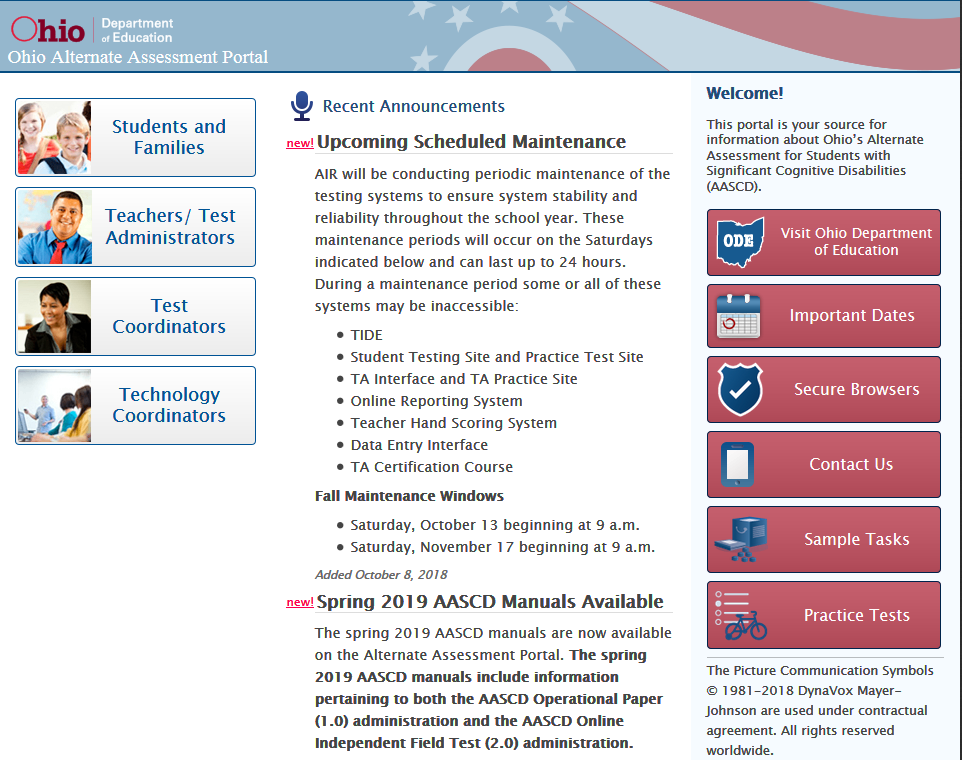 Ohio
Department
of Education
Ohio Alternate Assessment Portal
Students and
Families
Teachers/ Test
Administrators
Test
Coordinators
Technology
Coordinators
Recent Announcements
new! Upcoming Scheduled Maintenance
AIR will be conducting periodic maintenance of the
testing systems to ensure system stability and
reliability throughout the school year. These
maintenance periods will occur on the Saturdays
indicated below and can last up to 24 hours.
During a maintenance period some or all of these
systems may be inaccessible:
• TIDE
• Student Testing Site and Practice Test Site
• TA Interface and TA Practice Site
• Online Reporting System
• Teacher Hand Scoring System
• Data Entry Interface
• TA Certification Course
Fall Maintenance Windows
• Saturday, October 13 beginning at 9 a.m.
• Saturday, November 17 beginning at 9 a.m.
Added October 8, 2018
new! Spring 2019 AASCD Manuals Available
The spring 2019 AASCD manuals are now available
on the Alternate Assessment Portal. The spring
2019 AASCD manuals include information
pertaining to both the AASCD Operational Paper
(1.0) administration and the AASCD Online
Independent Field Test (2.0) administration.
Welcome!
This portal is your source for
information about Ohio's Alternate
Assessment for Students with
Significant Cognitive Disabilities
(AASCD).
ODE
Visit Ohio Department
of Education
Important Dates
Secure Browsers
Contact Us
Sample Tasks
Practice Tests
The Picture Communication Symbols
© 1981-2018 DynaVox Mayer-
Johnson are used under contractual
agreement. All rights reserved
worldwide.